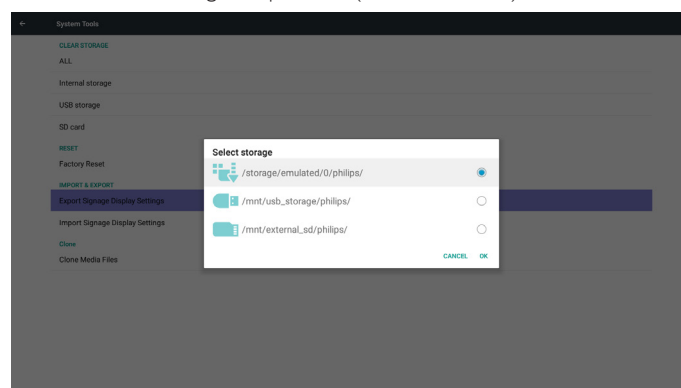 System Tools
CLEAR STORAGE
ALL
Internal storage
USB storage
SD card
RESET
Factory Reset
IMPORT & EXPORT
Export Signage Display Settings
Import Signage Display Settings
Clone
Clone Media Files
Select storage
/storage/emulated/0/philips/
/mnt/usb_storage/philips/
/mnt/external_sd/philips/
CANCEL OK